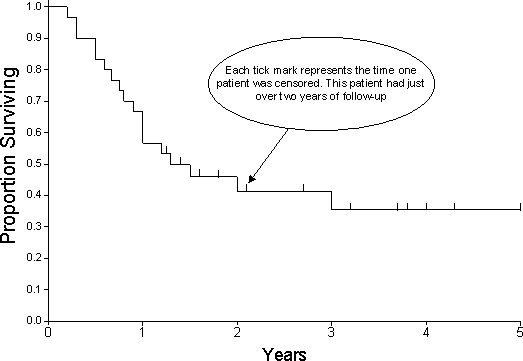 Proportion Surviving
1.0
0.9
0.8
0.7
0.6
0.5
0.4
0.3
0.2
0.1
0.0
Each tick mark represents the time one
patient was censored. This patient had just
over two years of follow-up
0 1 2 3 4 5
Years